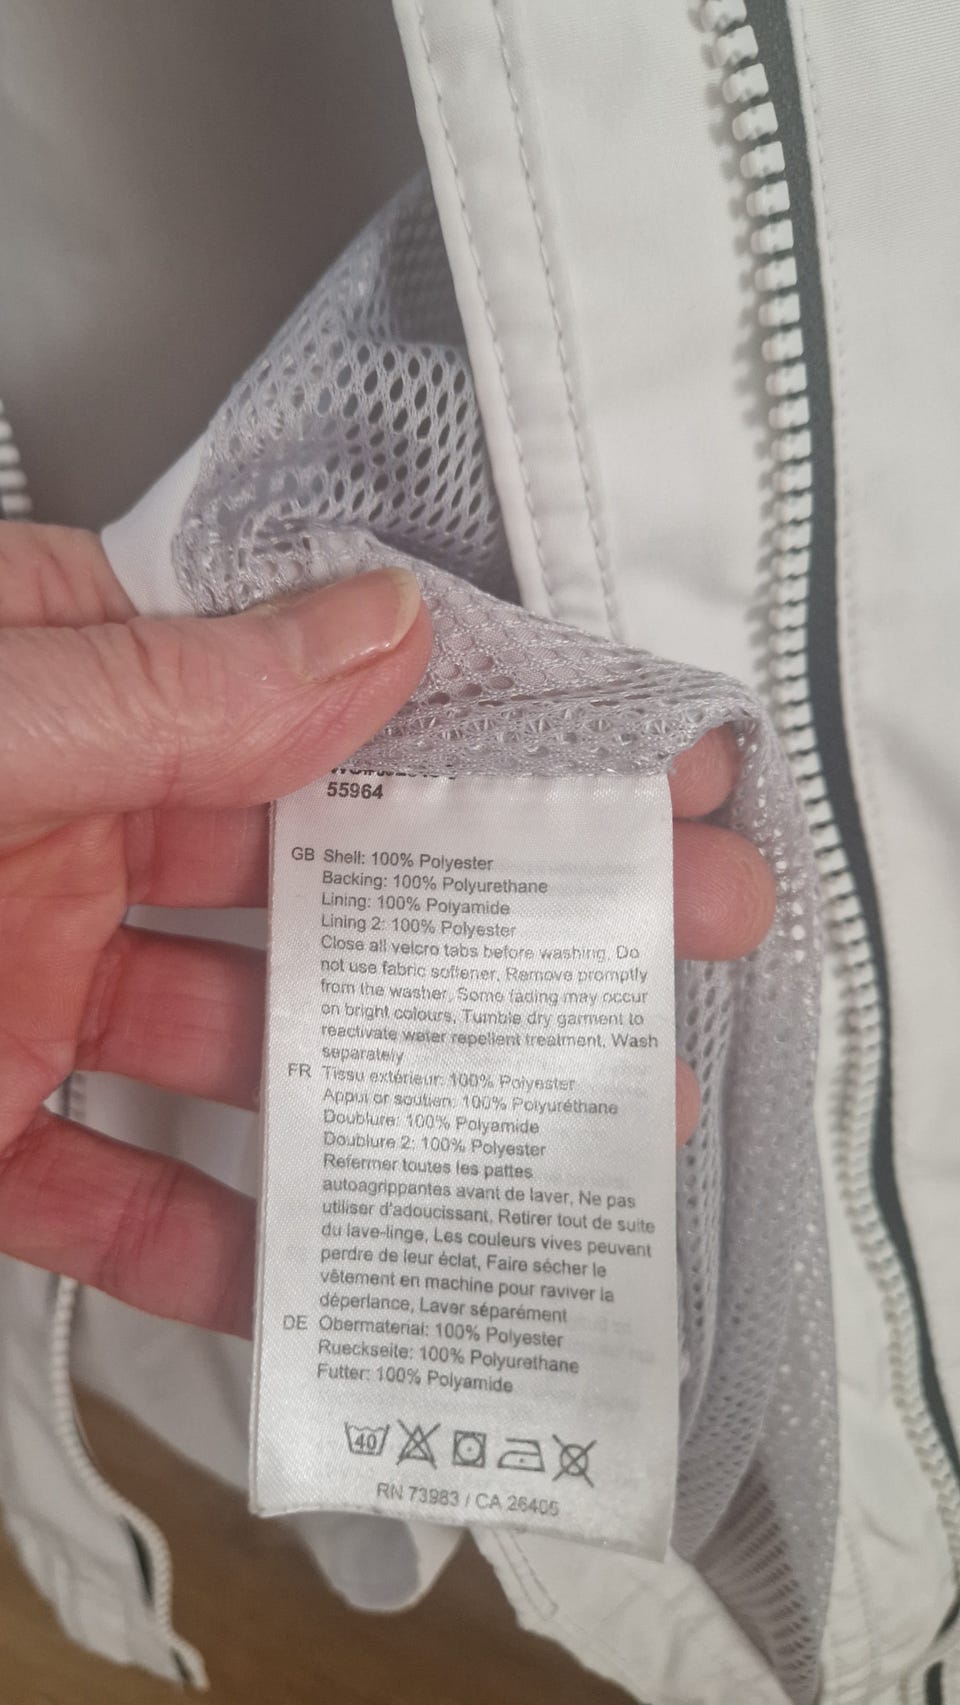 55964
GB Shell: 100% Polyester
Backing: 100% Polyurethane
Lining: 100% Polyamide
Lining 2: 100% Polyester
Close all velcro tabs before washing, Do
not use fabric softener, Remove promptly
from the washer, Some fading may occur
on bright colours, Tumble dry garment to
reactivate water repellent treatment, Wash
separately
FR Tissu extérieur: 100% Polyester
Appui or soutien: 100% Polyuréthane
Doublure: 100% Polyamide
Doublure 2: 100% Polyester
Refermer toutes les pattes
autoagrippantes avant de laver, Ne pas
utiliser d'adoucissant, Retirer tout de suite
du lave-linge, Les couleurs vives peuvent
perdre de leur éclat, Faire sécher le
vêtement en machine pour raviver la
déperlance, Laver séparément
DE Obermaterial: 100% Polyester
Rueckseite: 100% Polyurethane
Futter: 100% Polyamide
40
RN 73983 / CA 26405